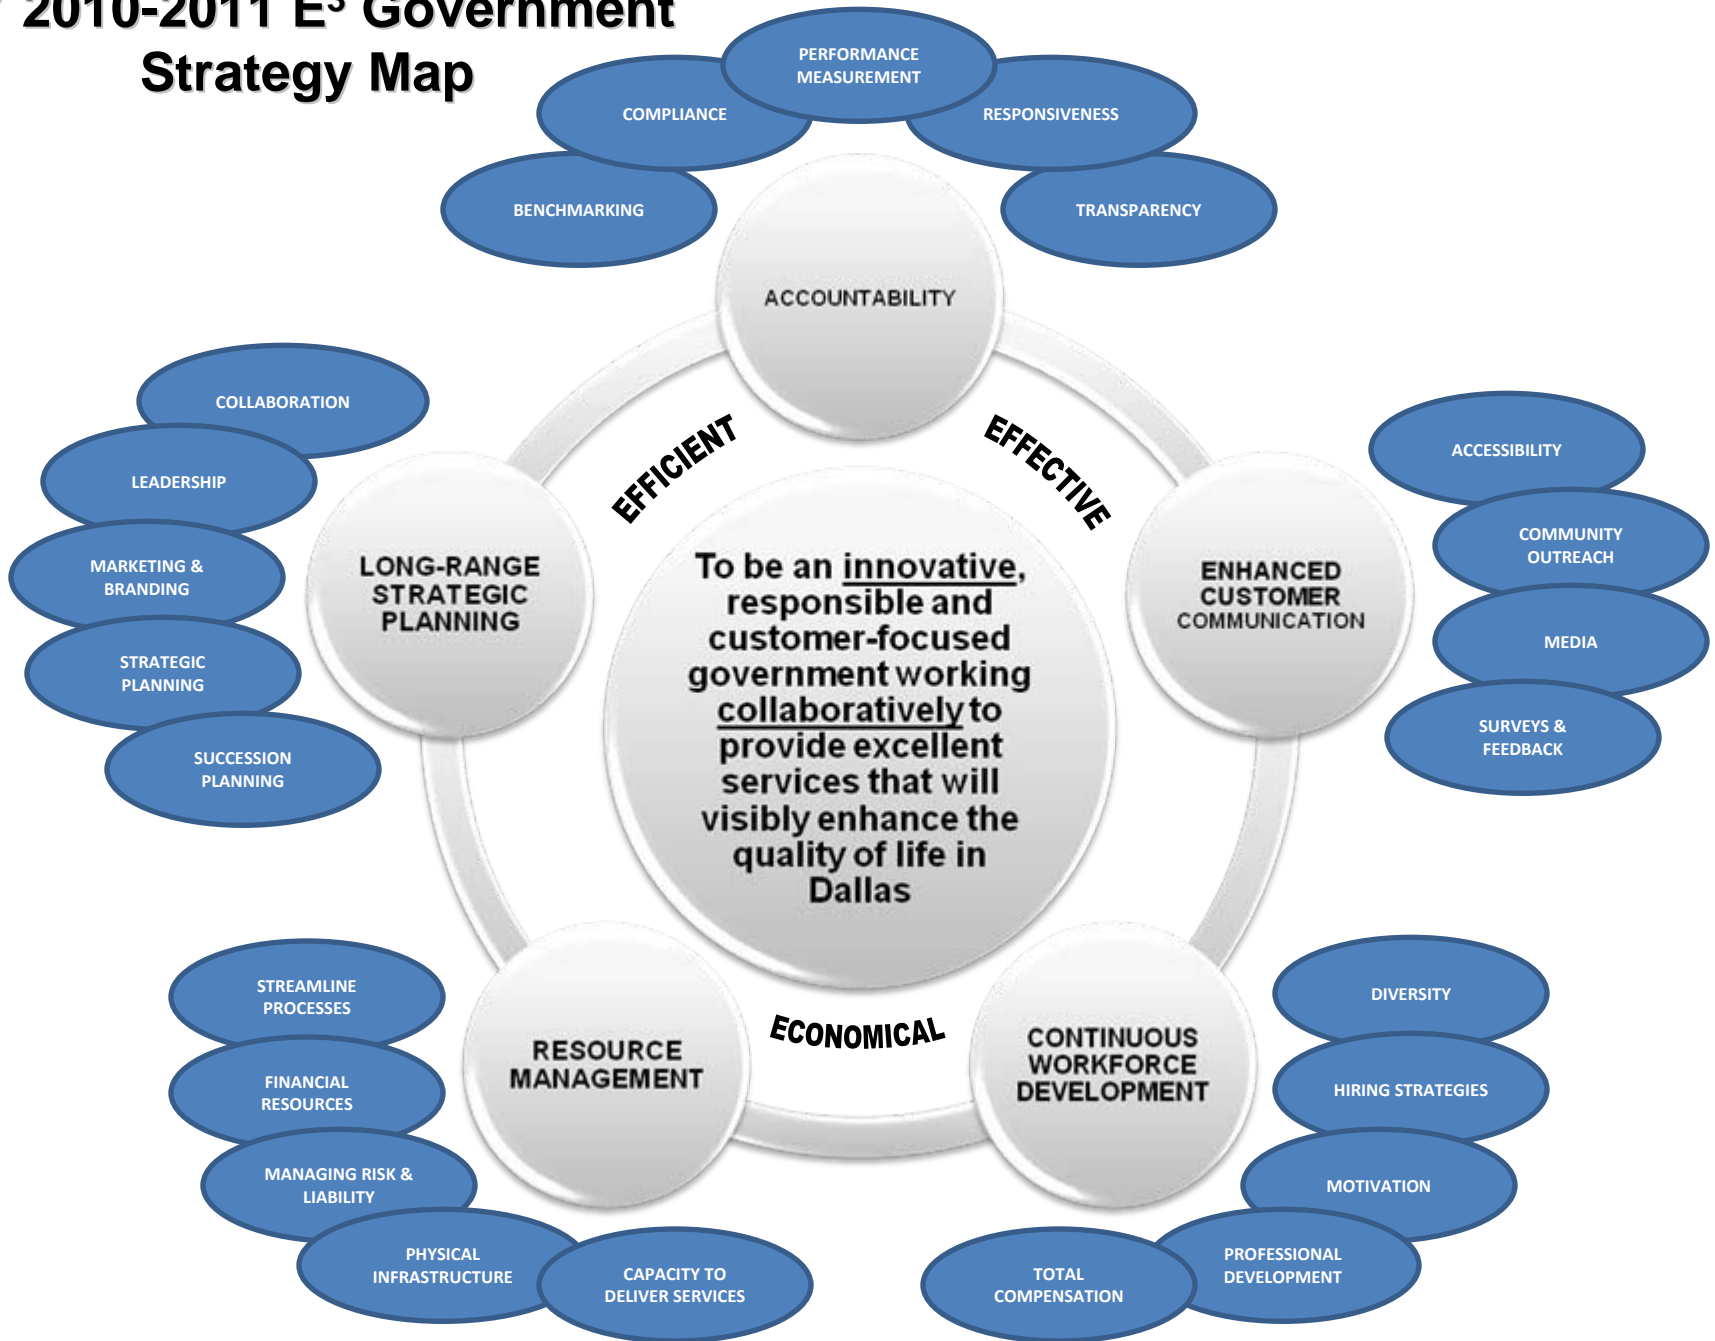 2010-2011 E³ Government
Strategy Map
PERFORMANCE
MEASUREMENT
COMPLIANCE
RESPONSIVENESS
BENCHMARKING
TRANSPARENCY
ACCOUNTABILITY
COLLABORATION
LEADERSHIP
MARKETING &
BRANDING
STRATEGIC
PLANNING
SUCCESSION
PLANNING
LONG-RANGE
STRATEGIC
PLANNING
EFFICIENT
EFFECTIVE
ENHANCED
CUSTOMER
COMMUNICATION
ACCESSIBILITY
COMMUNITY
OUTREACH
MEDIA
SURVEYS &
FEEDBACK
To be an innovative,
responsible and
customer-focused
government working
collaboratively to
provide excellent
services that will
visibly enhance the
quality of life in
Dallas
STREAMLINE
PROCESSES
FINANCIAL
RESOURCES
MANAGING RISK &
LIABILITY
PHYSICAL
INFRASTRUCTURE
CAPACITY TO
DELIVER SERVICES
RESOURCE
MANAGEMENT
ECONOMICAL
CONTINUOUS
WORKFORCE
DEVELOPMENT
DIVERSITY
HIRING STRATEGIES
MOTIVATION
PROFESSIONAL
DEVELOPMENT
TOTAL
COMPENSATION